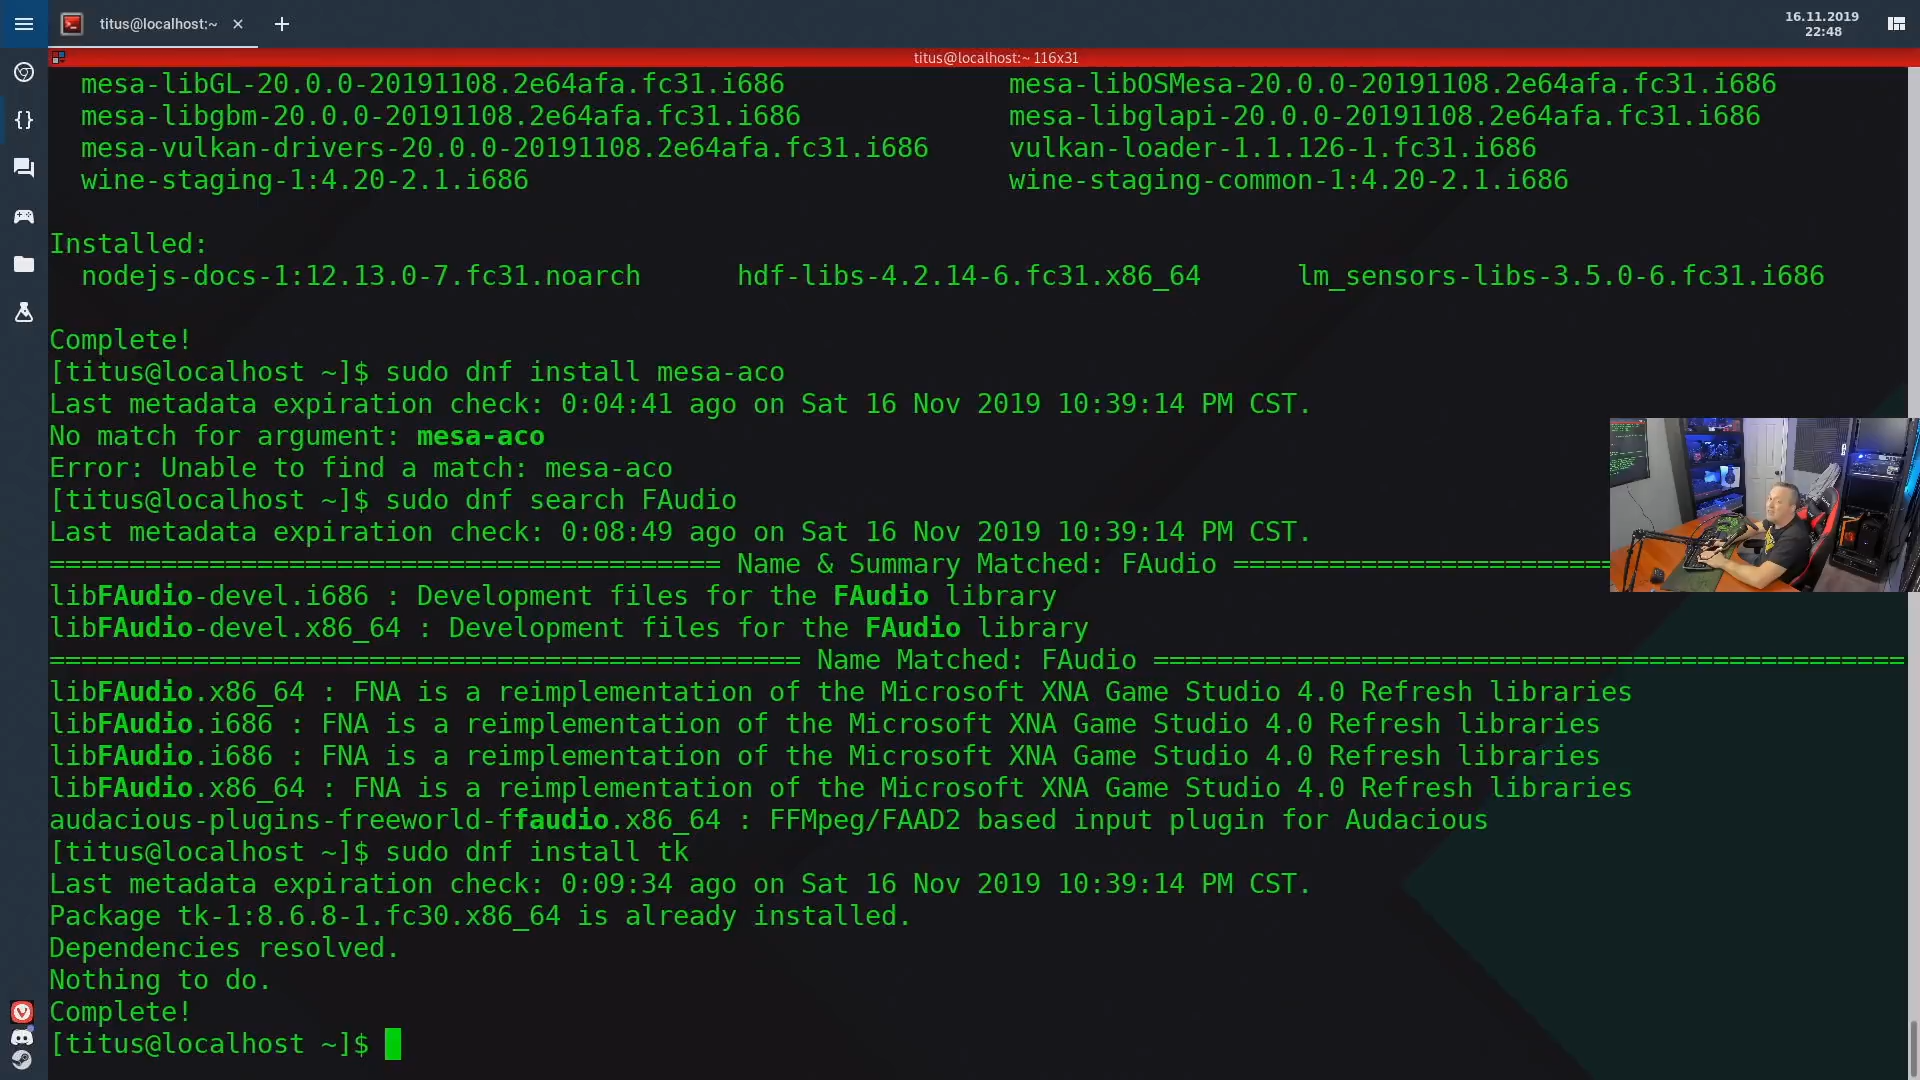 titus@localhost:~
16.11.2019
22:48
titus@localhost:~ 116x31
mesa-libGL-20.0.0-20191108.2e64afa.fc31.i686 mesa-libOSMesa-20.0.0-20191108.2e64afa.fc31.i686
mesa-libgbm-20.0.0-20191108.2e64afa.fc31.i686 mesa-libglapi-20.0.0-20191108.2e64afa.fc31.i686
mesa-vulkan-drivers-20.0.0-20191108.2e64afa.fc31.i686 vulkan-loader-1.1.126-1.fc31.i686
wine-staging-1:4.20-2.1.i686 wine-staging-common-1:4.20-2.1.i686
Installed:
nodejs-docs-1:12.13.0-7.fc31.noarch hdf-libs-4.2.14-6.fc31.x86_64 lm_sensors-libs-3.5.0-6.fc31.i686
Complete!
[titus@localhost ~]$ sudo dnf install mesa-aco
Last metadata expiration check: 0:04:41 ago on Sat 16 Nov 2019 10:39:14 PM CST.
No match for argument: mesa-aco
Error: Unable to find a match: mesa-aco
[titus@localhost ~]$ sudo dnf search FAudio
Last metadata expiration check: 0:08:49 ago on Sat 16 Nov 2019 10:39:14 PM CST.
========================================== Name & Summary Matched: FAudio ========================
libFAudio-devel.i686 : Development files for the FAudio library
libFAudio-devel.x86_64 : Development files for the FAudio library
=============================================== Name Matched: FAudio ===============================================
libFAudio.x86_64 : FNA is a reimplementation of the Microsoft XNA Game Studio 4.0 Refresh libraries
libFAudio.i686 : FNA is a reimplementation of the Microsoft XNA Game Studio 4.0 Refresh libraries
libFAudio.i686 : FNA is a reimplementation of the Microsoft XNA Game Studio 4.0 Refresh libraries
libFAudio.x86_64 : FNA is a reimplementation of the Microsoft XNA Game Studio 4.0 Refresh libraries
audacious-plugins-freeworld-ffaudio.x86_64 : FFMpeg/FAAD2 based input plugin for Audacious
[titus@localhost ~]$ sudo dnf install tk
Last metadata expiration check: 0:09:34 ago on Sat 16 Nov 2019 10:39:14 PM CST.
Package tk-1:8.6.8-1.fc30.x86_64 is already installed.
Dependencies resolved.
Nothing to do.
Complete!
[titus@localhost ~]$